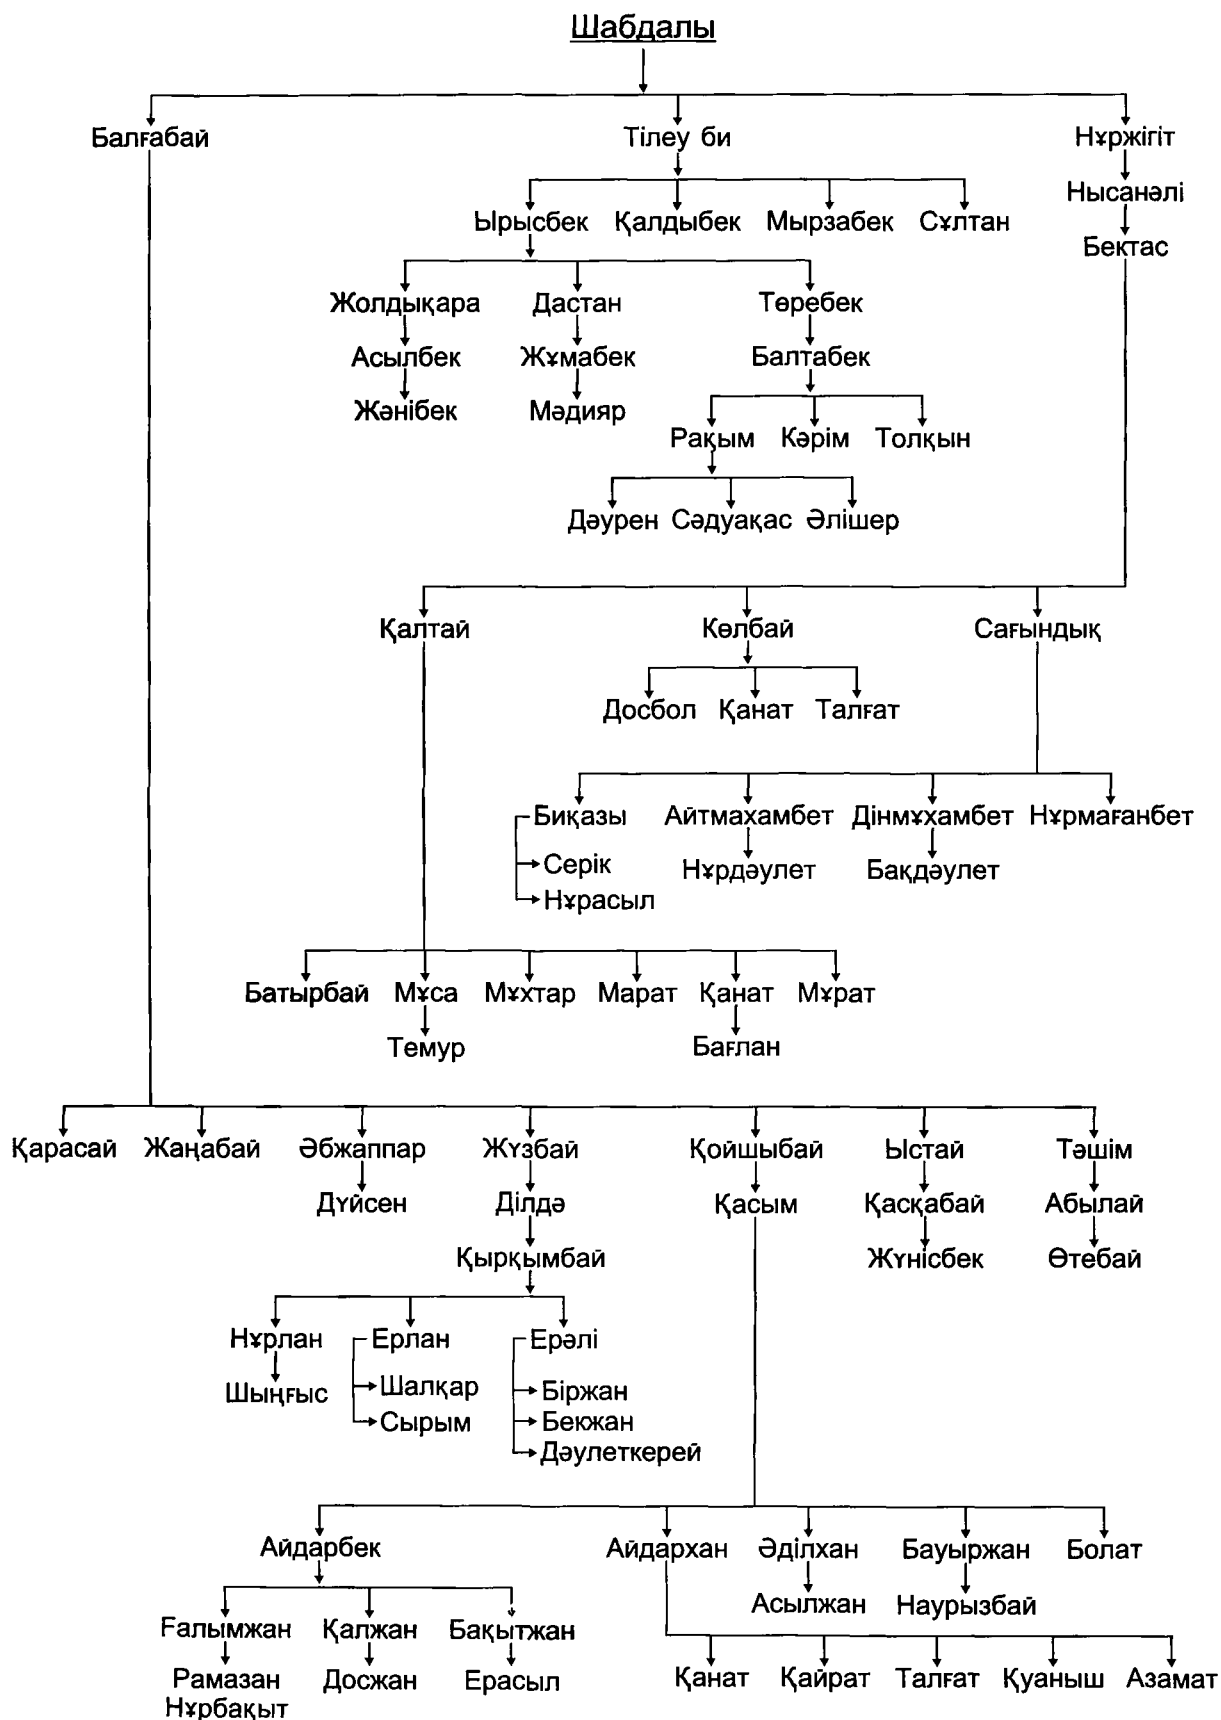 Шабдалы
Балғабай Тілеу би Нұржігіт
Нысанәлі
Ырысбек Қалдыбек Мырзабек Сұлтан
Бектас
Жолдықара Дастан Төребек
Асылбек Жұмабек Балтабек
Жәнібек Мәдияр
Рақым Кәрім Толқын
Дәурен Сәдуақас Әлішер
Қалтай Көлбай Сағындық
Досбол Қанат Талғат
Биқазы Айтмахамбет Дінмұхамбет Нұрмағанбет
Серік Нұрдәулет Бақдәулет
Нұрасыл
Батырбай Мұса Мұхтар Марат Қанат Мұрат
Темур Бағлан
Қарасай Жаңабай Әбжаппар Жүзбай Қойшыбай Ыстай Тәшім
Дүйсен Ділдә Қасым Қасқабай Абылай
Қырқымбай Жүнісбек Өтебай
Нұрлан Ерлан Ерәлі
Шыңғыс Шалқар Біржан
Сырым Бекжан
Дәулеткерей
Айдарбек Айдархан Әділхан Бауыржан Болат
Асылжан Наурызбай
Ғалымжан Қалжан Бақытжан
Рамазан Досжан Ерасыл Қанат Қайрат Талғат Қуаныш Азамат
Нұрбақыт